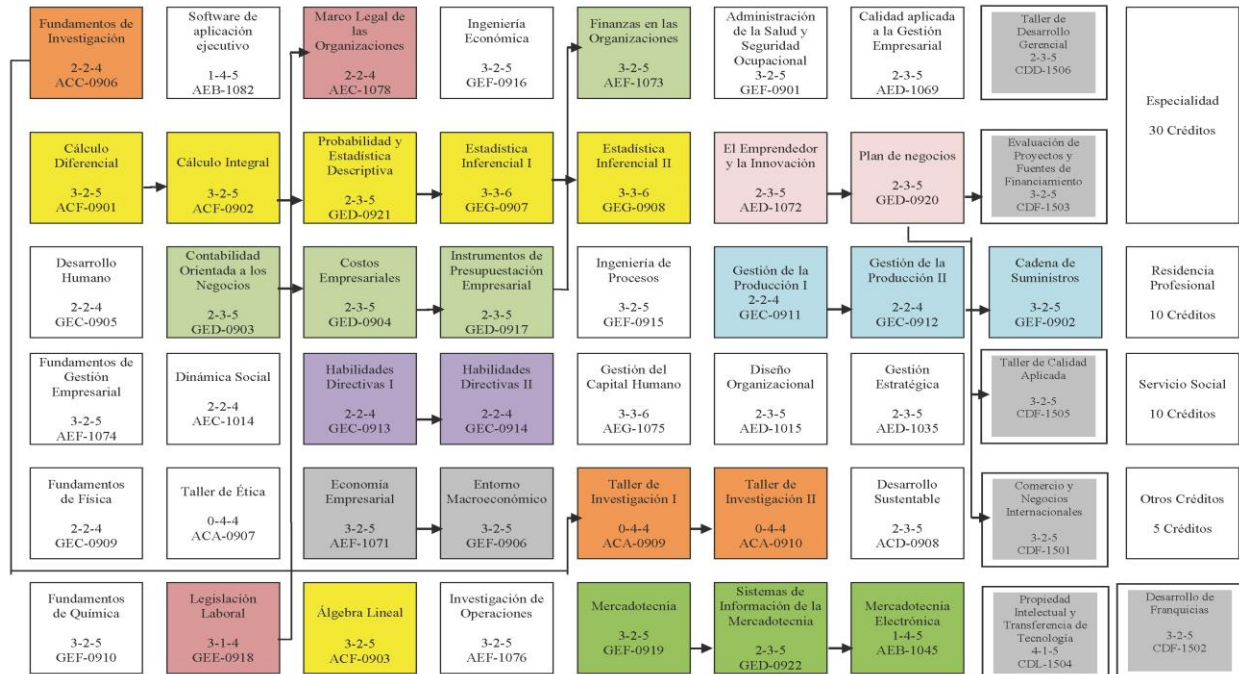 Fundamentos de
Investigación
2-2-4
ACC-0906
Software de
aplicación
ejecutivo
1-4-5
AEB-1082
Marco Legal de
las
Organizaciones
2-2-4
AEC-1078
Ingeniería
Económica
3-2-5
GEF-0916
Finanzas en las
Organizaciones
3-2-5
AEF-1073
Administración
de la Salud y
Seguridad
Ocupacional
3-2-5
GEF-0901
Calidad aplicada
a la Gestión
Empresarial
2-3-5
AED-1069
Taller de
Desarrollo
Gerencial
2-3-5
CDD-1506
Especialidad
30 Créditos
Cálculo
Diferencial
3-2-5
ACF-0901
Cálculo Integral
3-2-5
ACF-0902
Probabilidad y
Estadística
Descriptiva
2-3-5
GED-0921
Estadística
Inferencial I
3-3-6
GEG-0907
Estadística
Inferencial II
3-3-6
GEG-0908
El Emprendedor
y la Innovación
2-3-5
AED-1072
Plan de negocios
2-3-5
GED-0920
Evaluación de
Proyectos y
Fuentes de
Financiamiento
3-2-5
CDF-1503
Desarrollo
Humano
2-2-4
GEC-0905
Contabilidad
Orientada a los
Negocios
2-3-5
GED-0903
Costos
Empresariales
2-3-5
GED-0904
Instrumentos de
Presupuestación
Empresarial
2-3-5
GED-0917
Ingeniería de
Procesos
3-2-5
GEF-0915
Gestión de la
Producción I
2-2-4
GEC-0911
Gestión de la
Producción II
2-2-4
GEC-0912
Cadena de
Suministros
3-2-5
GEF-0902
Residencia
Profesional
10 Créditos
Fundamentos de
Gestión
Empresarial
3-2-5
AEF-1074
Dinámica Social
2-2-4
AEC-1014
Habilidades
Directivas I
2-2-4
GEC-0913
Habilidades
Directivas II
2-2-4
GEC-0914
Gestión del
Capital Humano
3-3-6
AEG-1075
Diseño
Organizacional
2-3-5
AED-1015
Gestión
Estratégica
2-3-5
AED-1035
Taller de Calidad
Aplicada
3-2-5
CDF-1505
Servicio Social
10 Créditos
Fundamentos
de Física
2-2-4
GEC-0909
Taller de Ética
0-4-4
ACA-0907
Economía
Empresarial
3-2-5
AEF-1071
Entorno
Macroeconómico
3-2-5
GEF-0906
Taller de
Investigación I
0-4-4
ACA-0909
Taller de
Investigación II
0-4-4
ACA-0910
Desarrollo
Sustentable
2-3-5
ACD-0908
Comercio y
Negocios
Internacionales
3-2-5
CDF-1501
Otros Créditos
5 Créditos
Fundamentos
de Química
3-2-5
GEF-0910
Legislación
Laboral
3-1-4
GEE-0918
Álgebra Lineal
3-2-5
ACF-0903
Investigación de
Operaciones
3-2-5
AEF-1076
Mercadotecnia
3-2-5
GEF-0919
Sistemas de
Información de la
Mercadotecnia
2-3-5
GED-0922
Mercadotecnia
Electrónica
1-4-5
AEB-1045
Propiedad
Intelectual y
Transferencia de
Tecnología
4-1-5
CDL-1504
Desarrollo de
Franquicias
3-2-5
CDF-1502